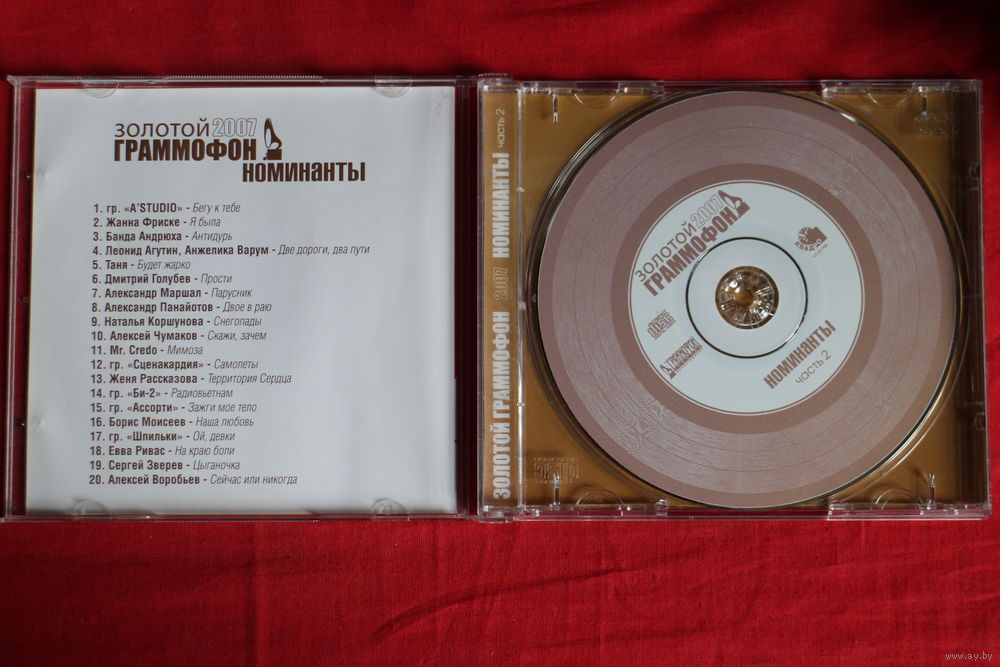 ЗОЛОТОЙ 2007
ГРАММОФОН
НОМИНАНТЫ
1. гр. «A'STUDIO» - Бегу к тебе
2. Жанна Фриске - Я была
3. Банда Андрюха - Антидурь
4. Леонид Агутин, Анжелика Варум - Две дороги, два пути
5. Таня - Будет жарко
6. Дмитрий Голубев - Прости
7. Александр Маршал - Парусник
8. Александр Панайотов - Двое в раю
9. Наталья Коршунова - Снегопады
10. Алексей Чумаков - Скажи, зачем
11. Mr. Credo - Мимоза
12. гр. «Сценакардия» - Самолеты
13. Женя Рассказова - Территория Сердца
14. гр. «Би-2» - Радиовьетнам
15. гр. «Ассорти» - Зажги мое тело
16. Борис Моисеев - Наша любовь
17. гр. «Шпильки» - Ой, девки
18. Евва Ривас - На краю боли
19. Сергей Зверев - Цыганочка
20. Алексей Воробьев - Сейчас или никогда
ЗОЛОТОЙ ГРАММОФОН 2007 НОМИНАНТЫ часть 2
ЗОЛОТОЙ 2007
ГРАММОФОН
КВАДРО
disc
НОМИНАНТЫ
часть 2
www.ay.by